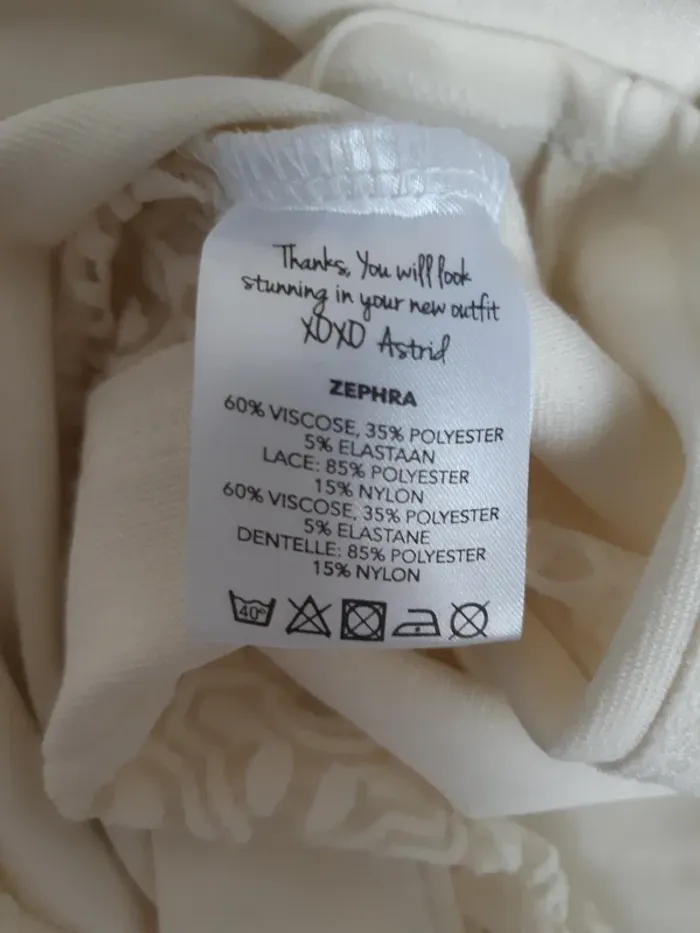 Thanks, You will look
stunning in your new outfit
XOXO Astrid
ZEPHRA
60% VISCOSE, 35% POLYESTER
5% ELASTAAN
LACE: 85% POLYESTER
15% NYLON
60% VISCOSE, 35% POLYESTER
5% ELASTANE
DENTELLE: 85% POLYESTER
15% NYLON
40°